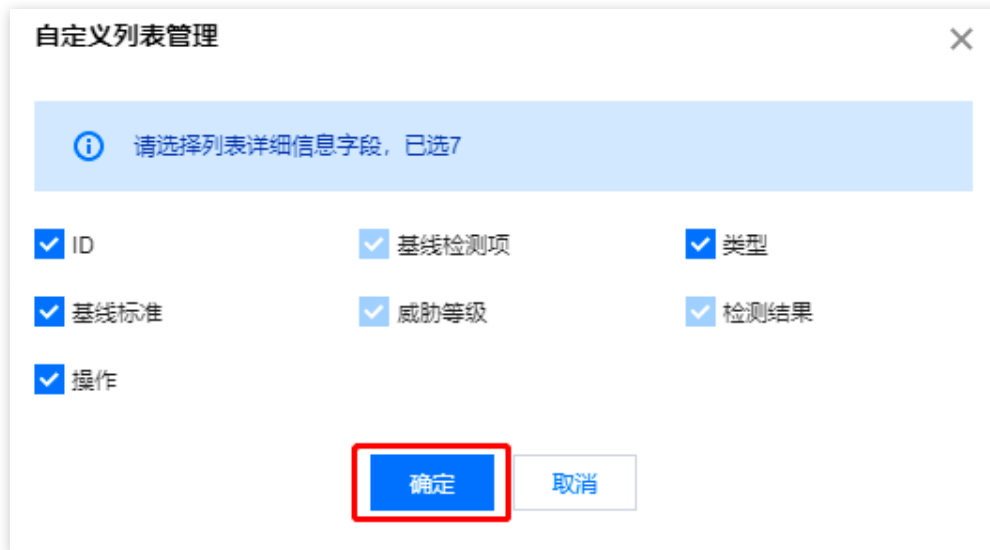 自定义列表管理
请选择列表详细信息字段，已选7
ID 基线检测项 类型
基线标准 威胁等级 检测结果
操作
确定 取消